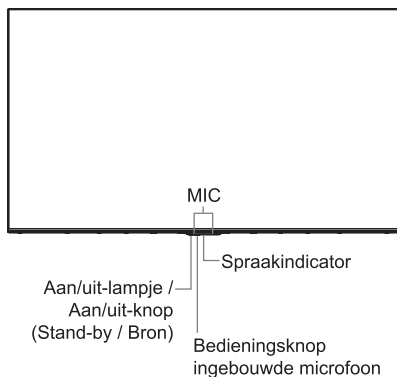 MIC
Spraakindicator
Aan/uit-lampje /
Aan/uit-knop
(Stand-by / Bron)
Bedieningsknop
ingebouwde microfoon